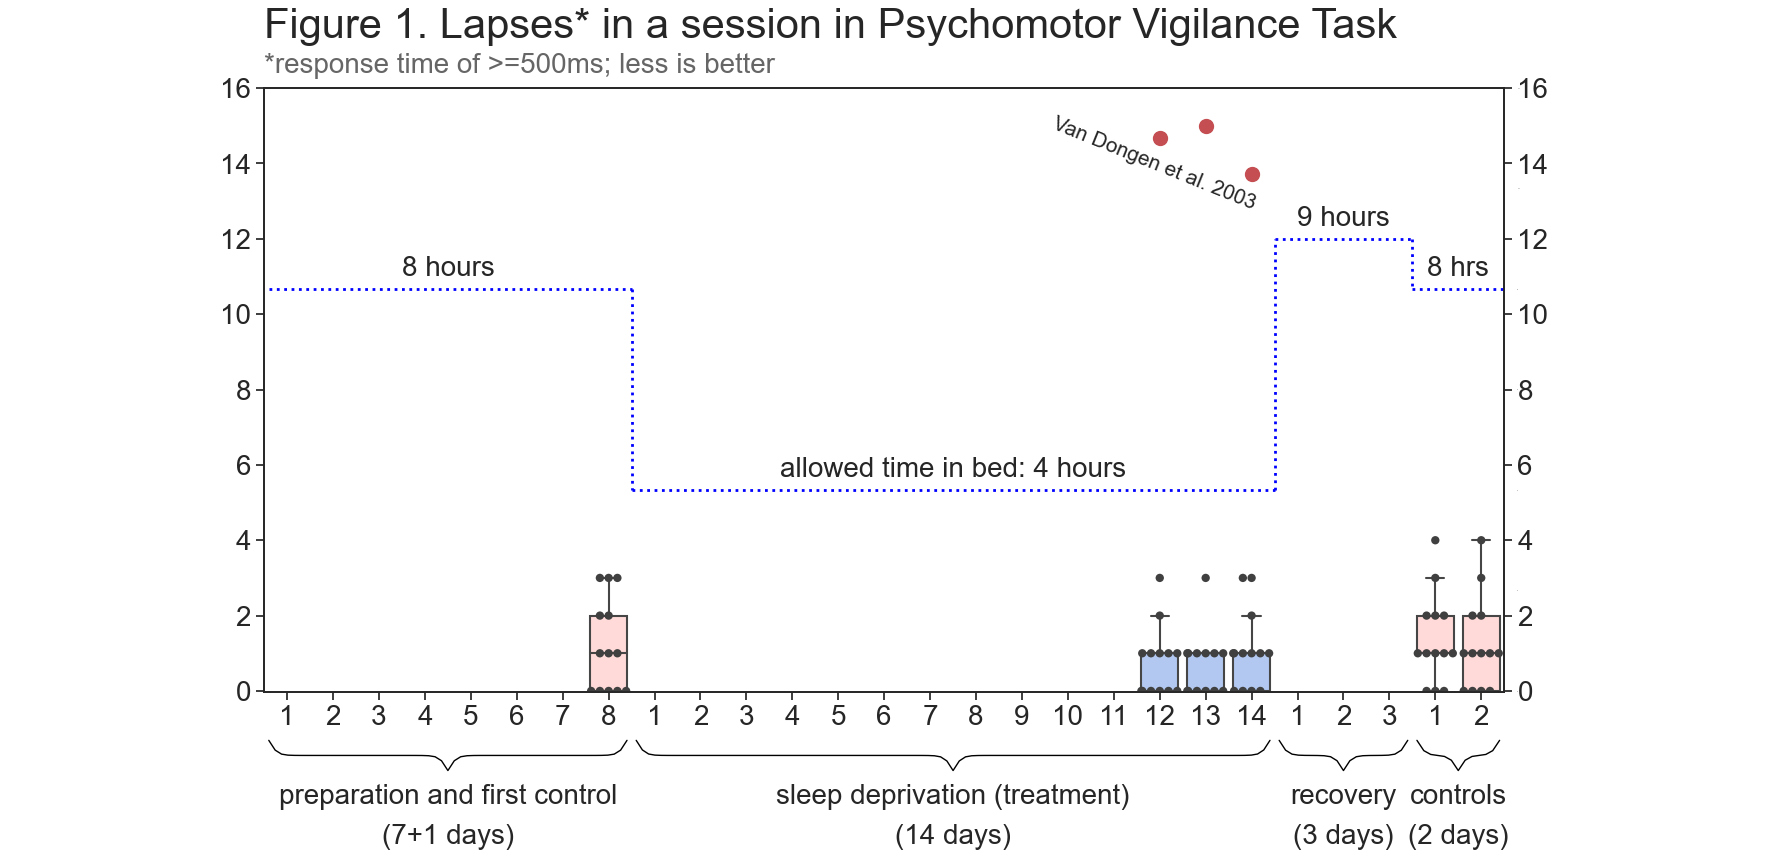 Figure 1. Lapses* in a session in Psychomotor Vigilance Task
*response time of >=500ms; less is better
16
16
Van Dongen et al. 2003
14
14
9 hours
12
12
8 hours
8 hrs
10
10
8
8
allowed time in bed: 4 hours
6
6
4
4
2
2
0
0
1 2 3 4 5 6 7 8 1 2 3 4 5 6 7 8 9 10 11 12 13 14 1 2 3 1 2
preparation and first control
(7+1 days)
sleep deprivation (treatment)
(14 days)
recovery
(3 days)
controls
(2 days)